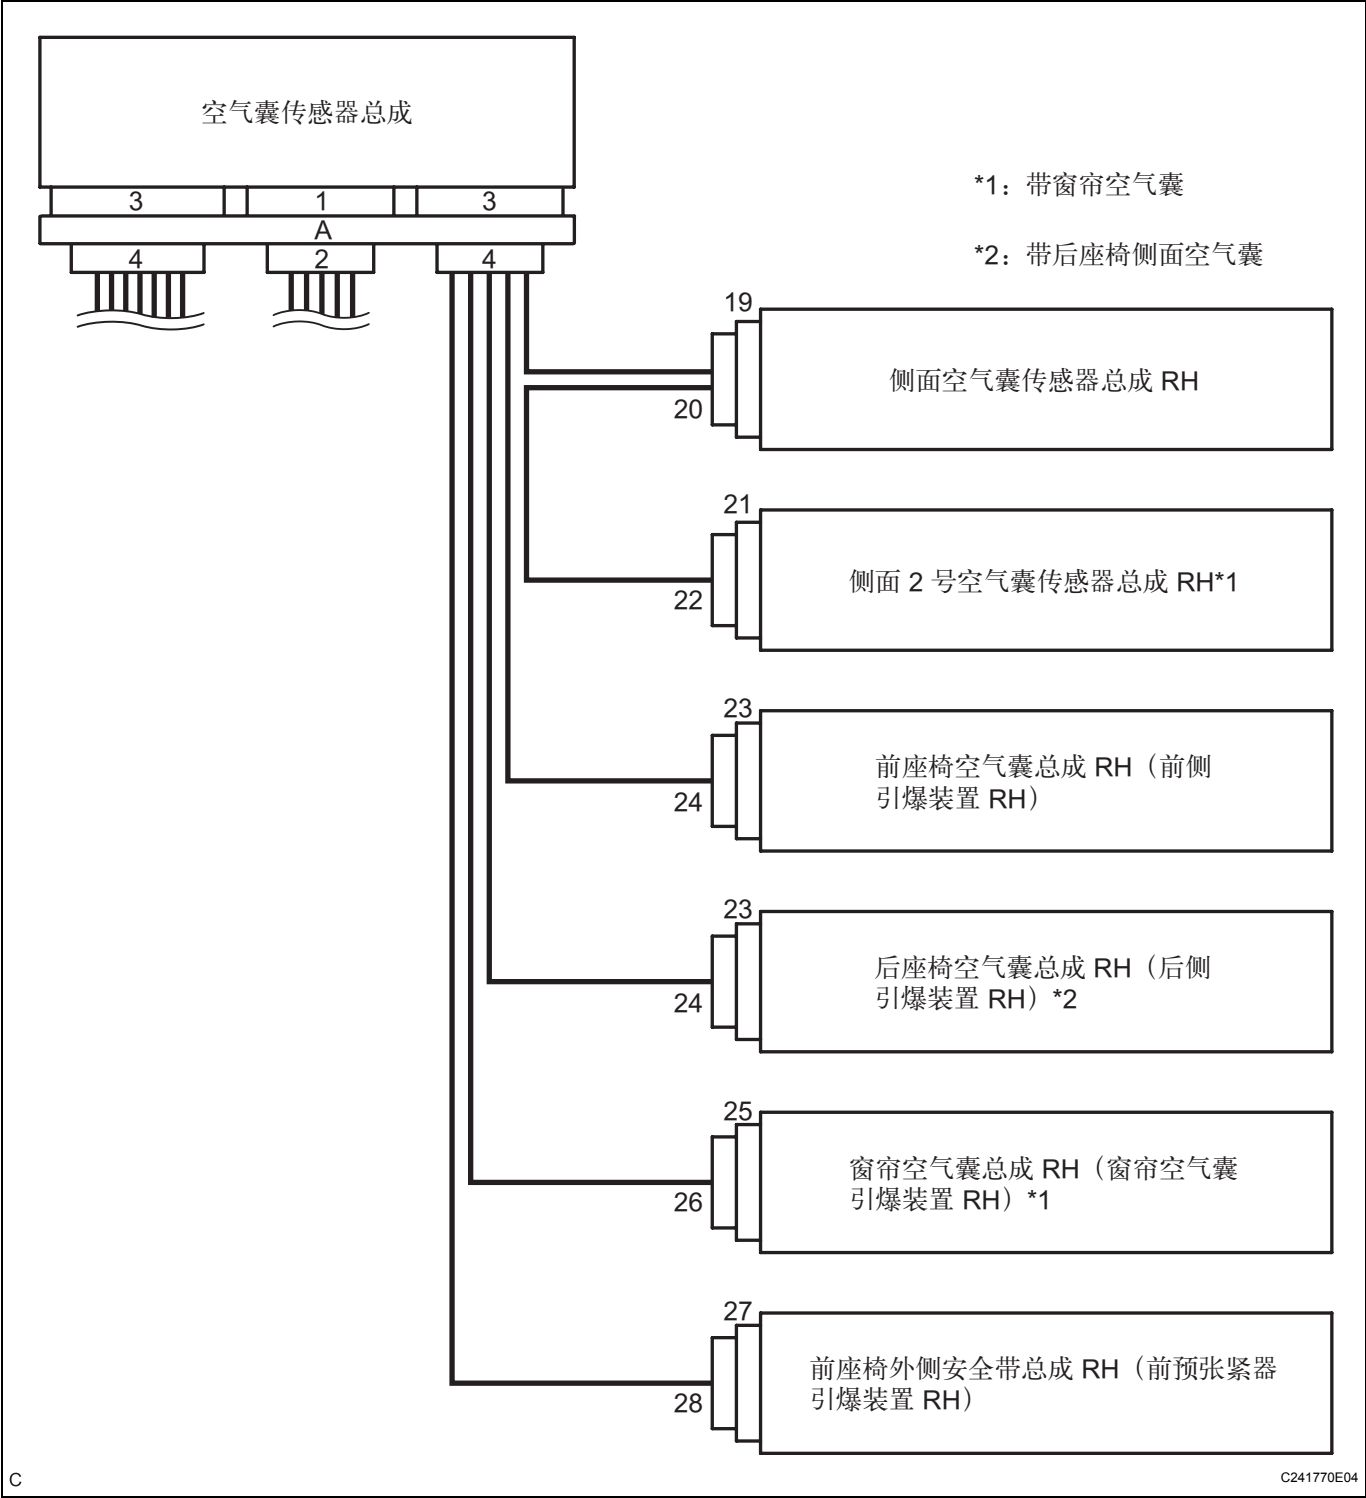 空气囊传感器总成
3
1
3
A
4
2
4
*1：带窗帘空气囊
*2：带后座椅侧面空气囊
19
侧面空气囊传感器总成 RH
20
21
侧面 2 号空气囊传感器总成 RH*1
22
23
前座椅空气囊总成 RH（前侧
引爆装置 RH）
24
23
后座椅空气囊总成 RH（后侧
引爆装置 RH）*2
24
25
窗帘空气囊总成 RH（窗帘空气囊
引爆装置 RH）*1
26
27
前座椅外侧安全带总成 RH（前预张紧器
引爆装置 RH）
28
C
C241770E04